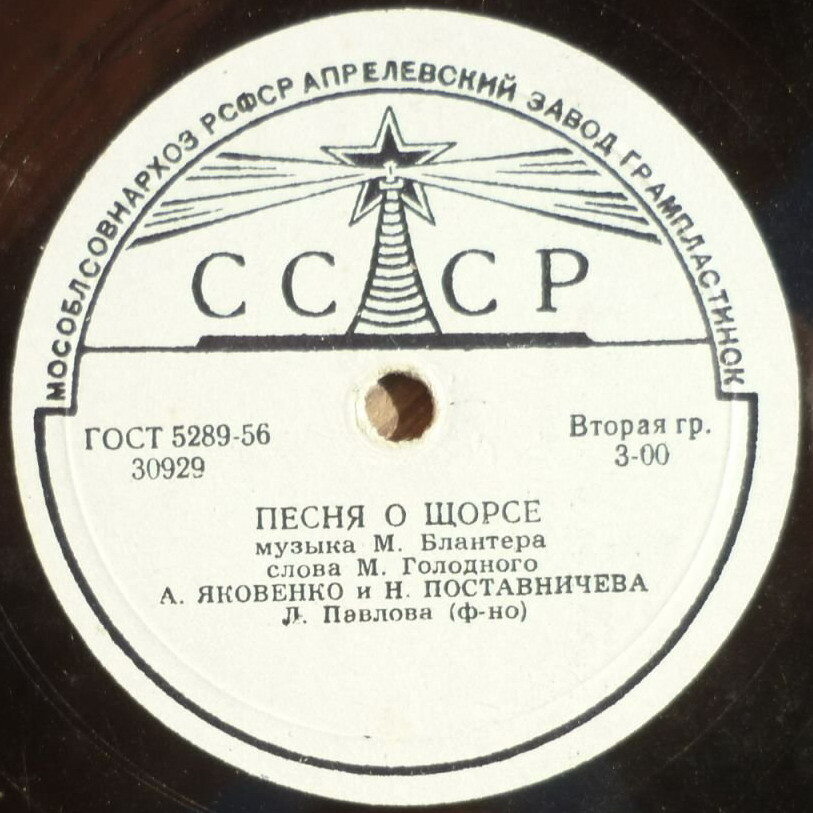 МОСОБЛСОВНАРХОЗ РСФСР АПРЕЛЕВСКИЙ ЗАВОД ГРАМПЛАСТИНОК
СССР
ГОСТ 5289-56
30929
Вторая гр.
3-00
ПЕСНЯ О ЩОРСЕ
музыка М. Блантера
слова М. Голодного
А. ЯКОВЕНКО и Н. ПОСТАВНИЧЕВА
Л. Павлова (ф-но)